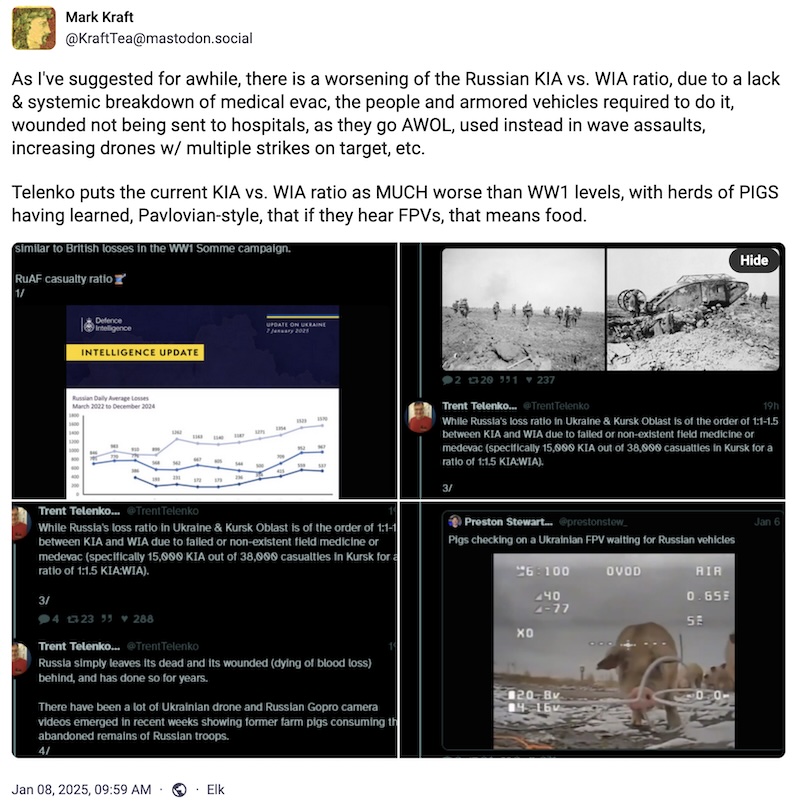 Mark Kraft
@KraftTea@mastodon.social
As I've suggested for awhile, there is a worsening of the Russian KIA vs. WIA ratio, due to a lack
& systemic breakdown of medical evac, the people and armored vehicles required to do it,
wounded not being sent to hospitals, as they go AWOL, used instead in wave assaults,
increasing drones w/ multiple strikes on target, etc.
Telenko puts the current KIA vs. WIA ratio as MUCH worse than WW1 levels, with herds of PIGS
having learned, Pavlovian-style, that if they hear FPVs, that means food.
similar to British losses in the WW1 Somme campaign.
RuAF casualty ratio
1/
Defence
Intelligence
UPDATE ON UKRAINE
7 January 2025
INTELLIGENCE UPDATE
Russian Daily Average Losses
March 2022 to December 2024
1262 1163 1140 1187 1271 1354 1523 1570
Hide
2 20 1 237
Trent Telenko... @TrentTelenko 19h
While Russia's loss ratio in Ukraine & Kursk Oblast is of the order of 1:1-1.5
between KIA and WIA due to failed or non-existent field medicine or
medevac (specifically 15,000 KIA out of 38,000 casualties in Kursk for a
ratio of 1:1.5 KIA:WIA).
3/
Trent Telenko... @TrentTelenko
While Russia's loss ratio in Ukraine & Kursk Oblast is of the order of 1:1-1
between KIA and WIA due to failed or non-existent field medicine or
medevac (specifically 15,000 KIA out of 38,000 casualties in Kursk for a
ratio of 1:1.5 KIA:WIA).
3/
4 23 288
Trent Telenko... @TrentTelenko
Russia simply leaves its dead and its wounded (dying of blood loss)
behind, and has done so for years.
There have been a lot of Ukrainian drone and Russian Gopro camera
videos emerged in recent weeks showing former farm pigs consuming th
abandoned remains of Russian troops.
4/
Preston Stewart... @prestonstew_ Jan 6
Pigs checking on a Ukrainian FPV waiting for Russian vehicles
OVOD AIR
40
-77
XO
Jan 08, 2025, 09:59 AM · · Elk